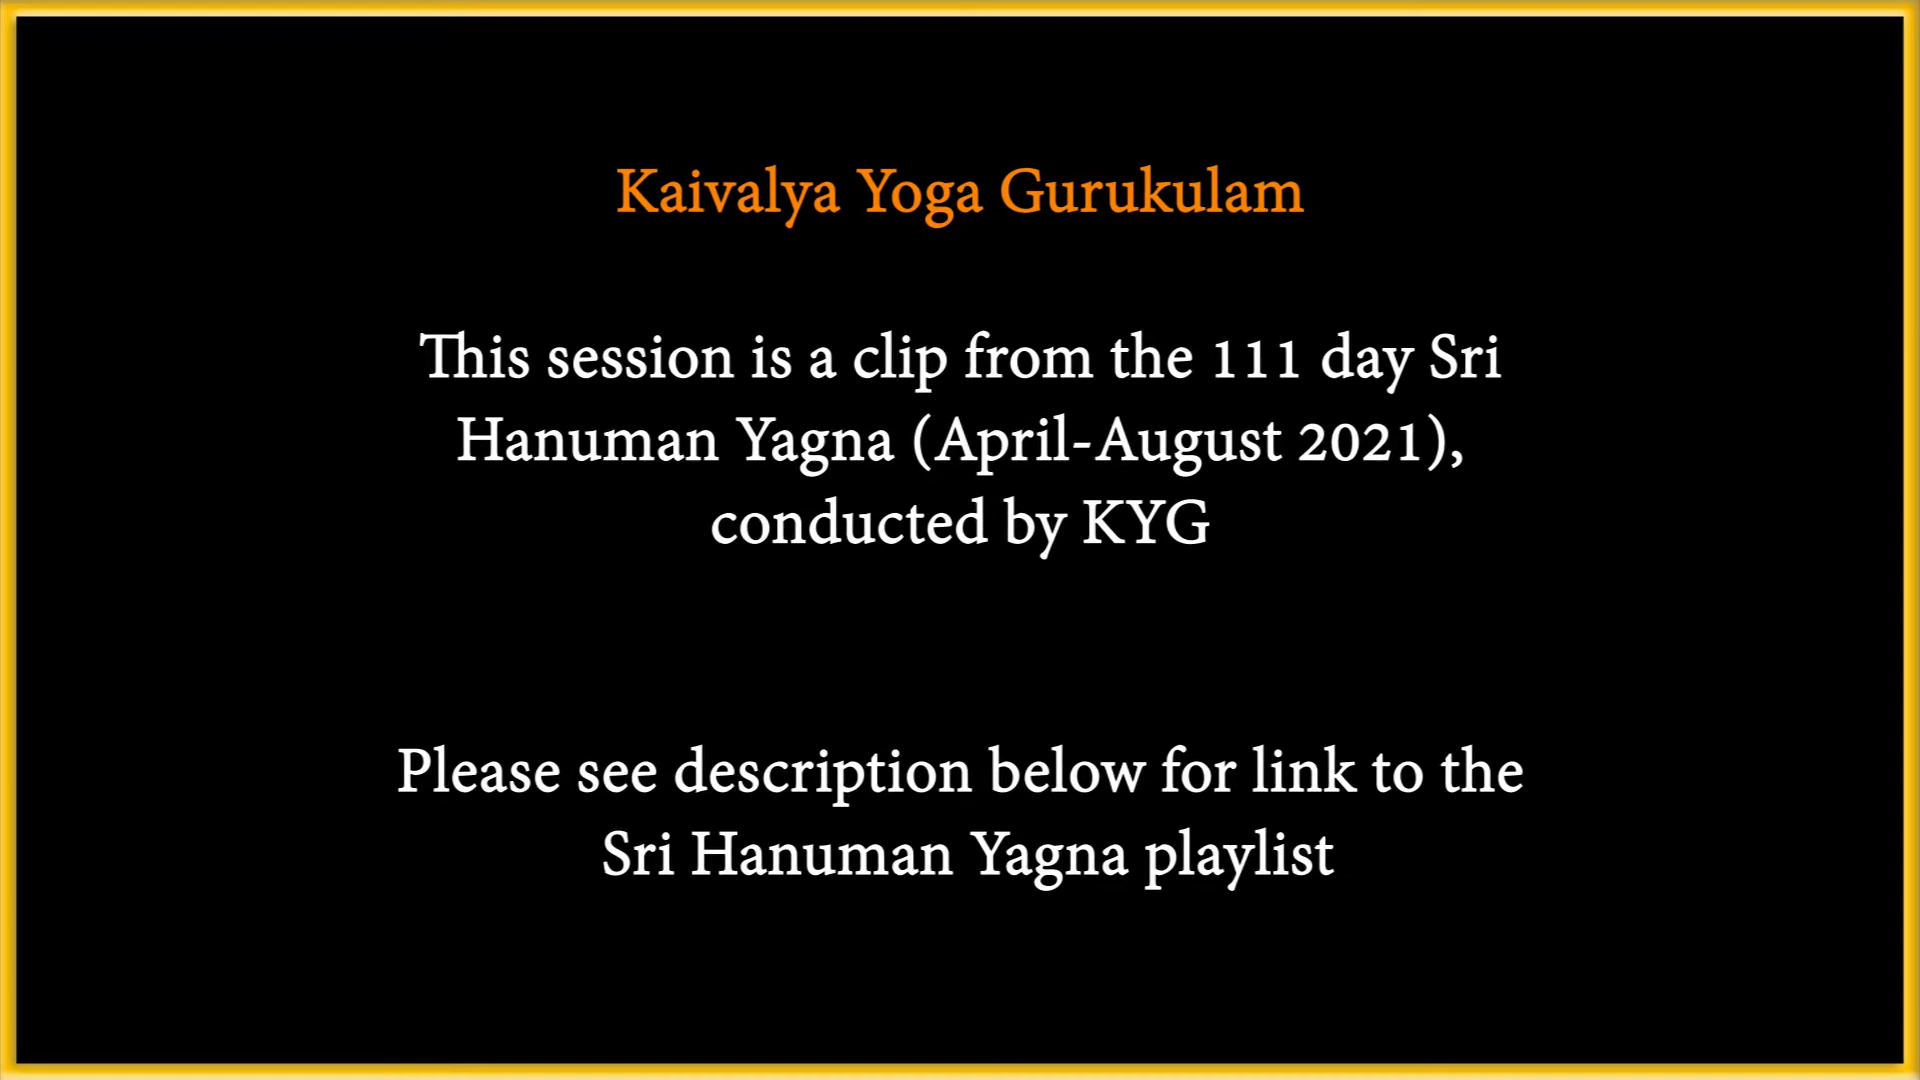 Kaivalya Yoga Gurukulam
This session is a clip from the 111 day Sri
Hanuman Yagna (April-August 2021),
conducted by KYG
Please see description below for link to the
Sri Hanuman Yagna playlist